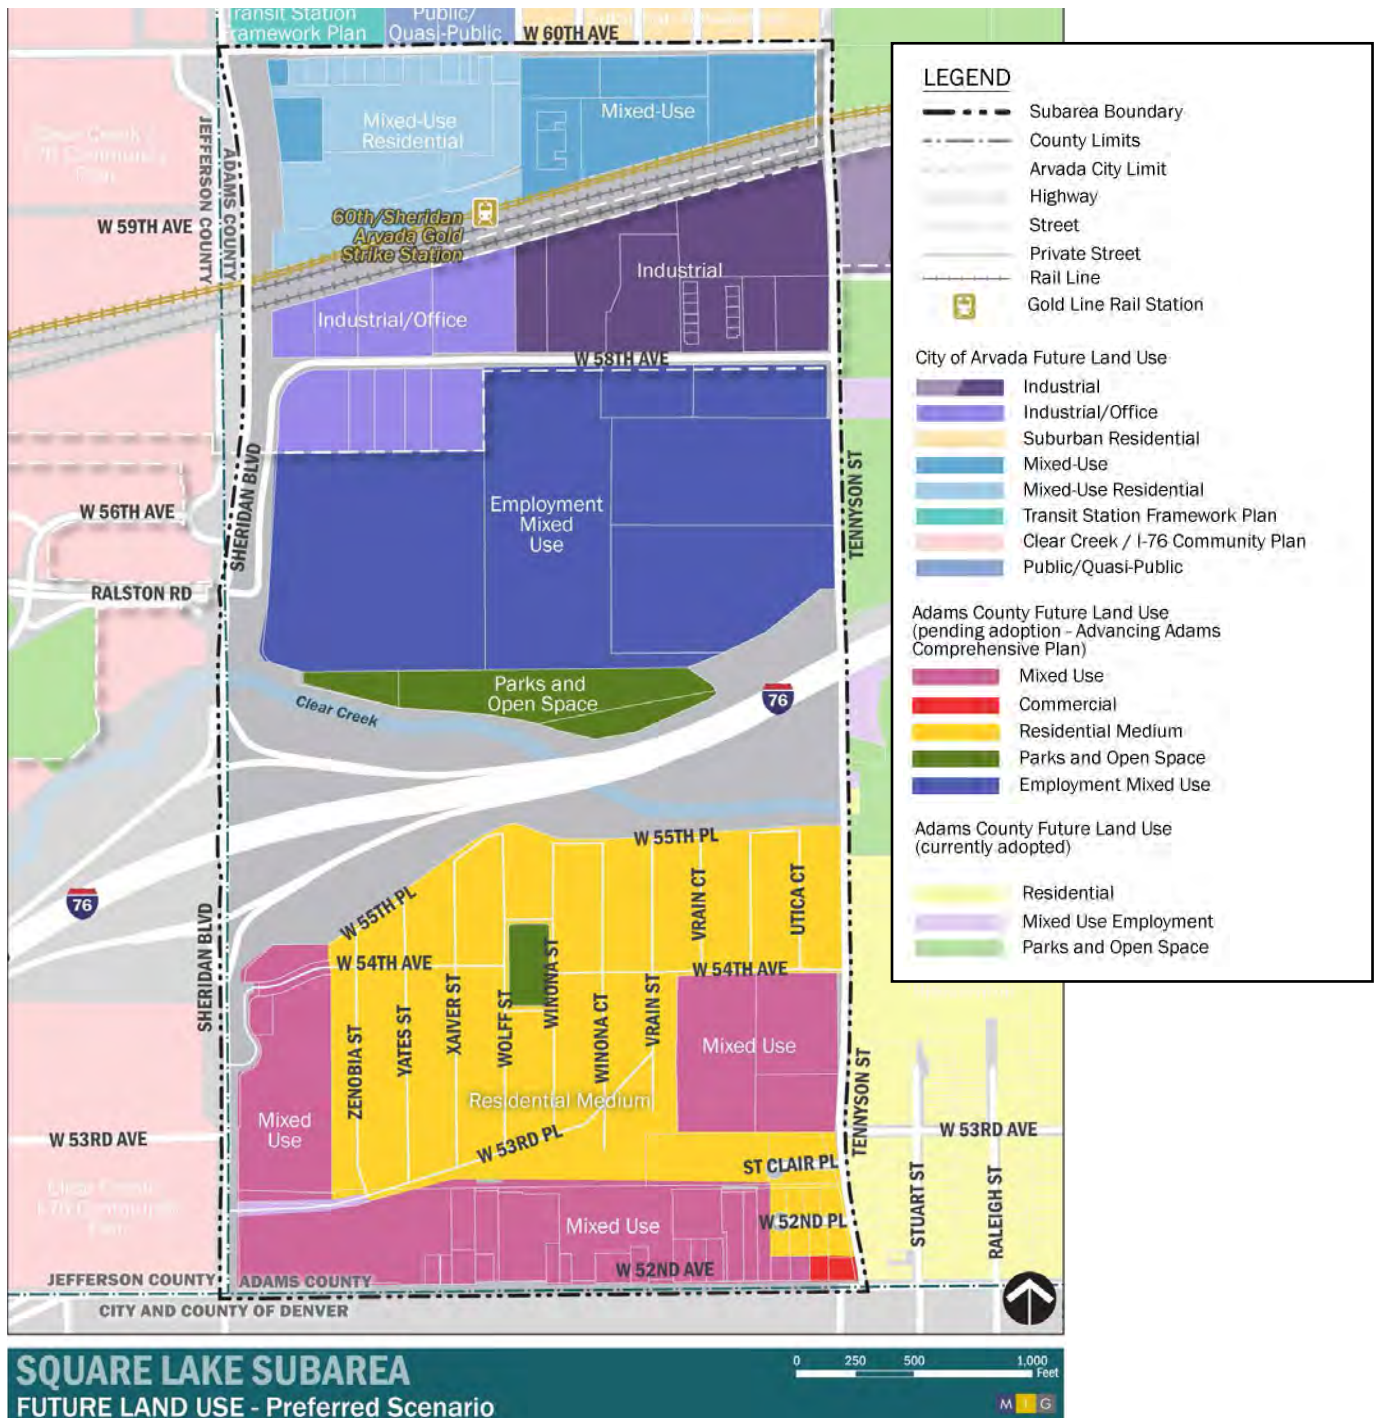 Transit Station
Framework Plan
Public/
Quasi-Public
W 60TH AVE
Mixed-Use
Residential
Mixed-Use
JEFFERSON COUNTY
ADAMS COUNTY
Clear Creek /
I-76 Community
Plan
W 59TH AVE
60th/Sheridan
Arvada Gold
Strike Station
Industrial
Industrial/Office
W 58TH AVE
SHERIDAN BLVD
W 56TH AVE
Employment
Mixed
Use
TENNYSON ST
RALSTON RD
Parks and
Open Space
Clear Creek
76
W 55TH PL
76
W 55TH PL
VRAIN CT
UTICA CT
SHERIDAN BLVD
W 54TH AVE
W 54TH AVE
ZENOBIA ST
YATES ST
XAIVER ST
WOLFF ST
WINONA ST
WINONA CT
VRAIN ST
Mixed Use
Residential Medium
TENNYSON ST
Mixed
Use
W 53RD AVE
W 53RD PL
W 53RD AVE
ST CLAIR PL
STUART ST
RALEIGH ST
Clear Creek /
I-76 Community
Plan
Mixed Use
W 52ND PL
W 52ND AVE
JEFFERSON COUNTY
ADAMS COUNTY
CITY AND COUNTY OF DENVER
LEGEND
Subarea Boundary
County Limits
Arvada City Limit
Highway
Street
Private Street
Rail Line
Gold Line Rail Station
City of Arvada Future Land Use
Industrial
Industrial/Office
Suburban Residential
Mixed-Use
Mixed-Use Residential
Transit Station Framework Plan
Clear Creek / I-76 Community Plan
Public/Quasi-Public
Adams County Future Land Use
(pending adoption - Advancing Adams
Comprehensive Plan)
Mixed Use
Commercial
Residential Medium
Parks and Open Space
Employment Mixed Use
Adams County Future Land Use
(currently adopted)
Residential
Mixed Use Employment
Parks and Open Space
SQUARE LAKE SUBAREA
FUTURE LAND USE - Preferred Scenario
0 250 500 1,000
Feet
M I G